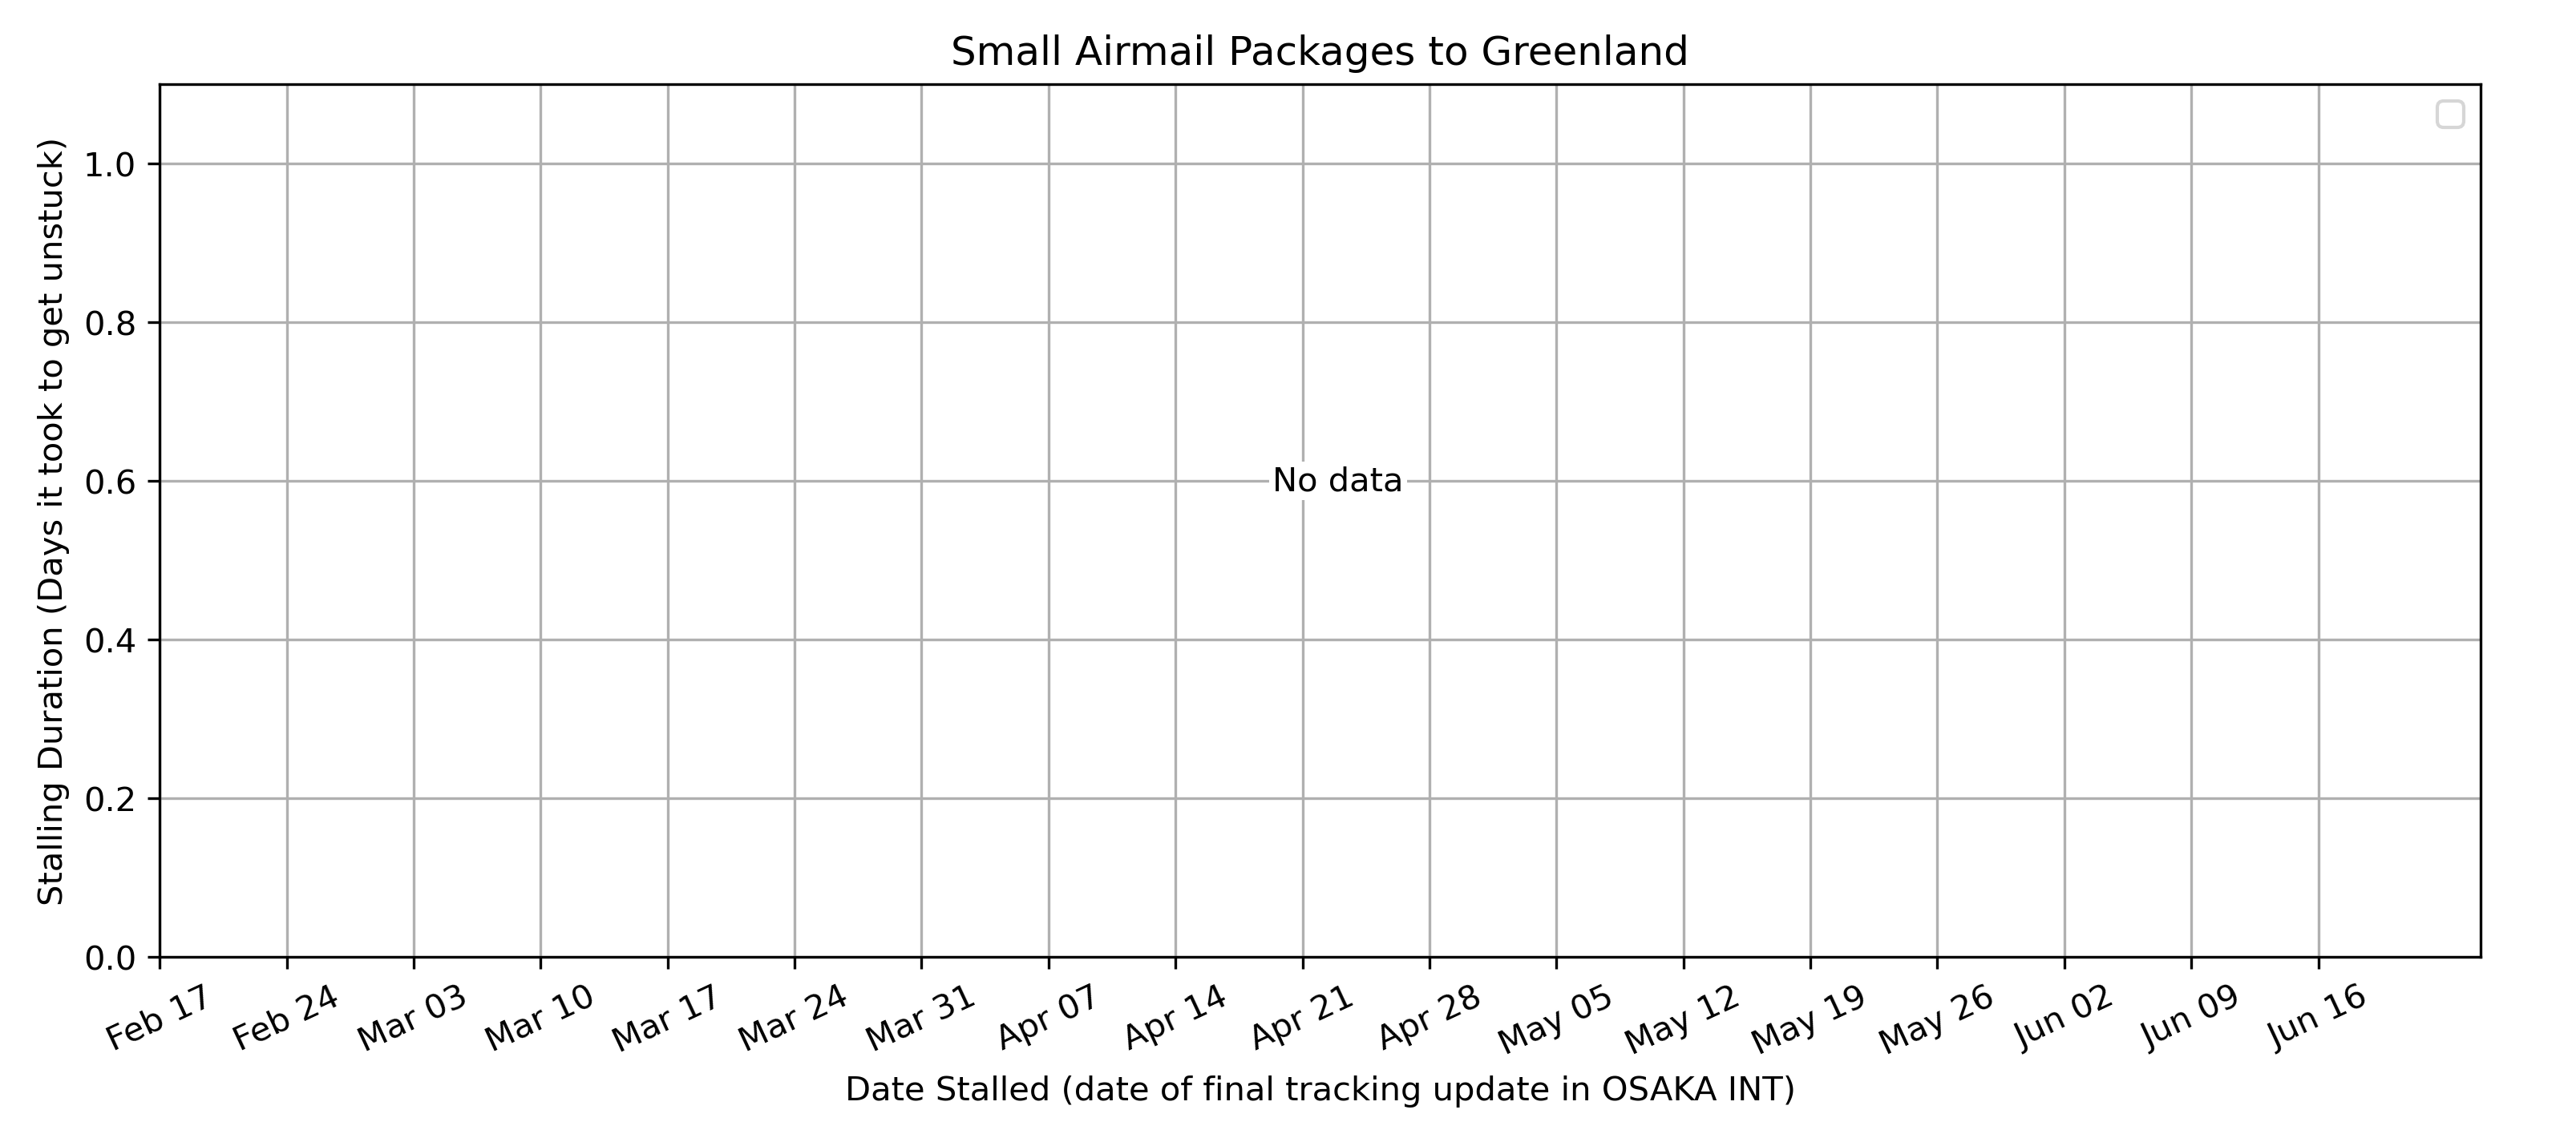 Small Airmail Packages to Greenland
Stalling Duration (Days it took to get unstuck)
1.0
0.8
0.6
0.4
0.2
0.0
No data
Feb 17
Feb 24
Mar 03
Mar 10
Mar 17
Mar 24
Mar 31
Apr 07
Apr 14
Apr 21
Apr 28
May 05
May 12
May 19
May 26
Jun 02
Jun 09
Jun 16
Date Stalled (date of final tracking update in OSAKA INT)